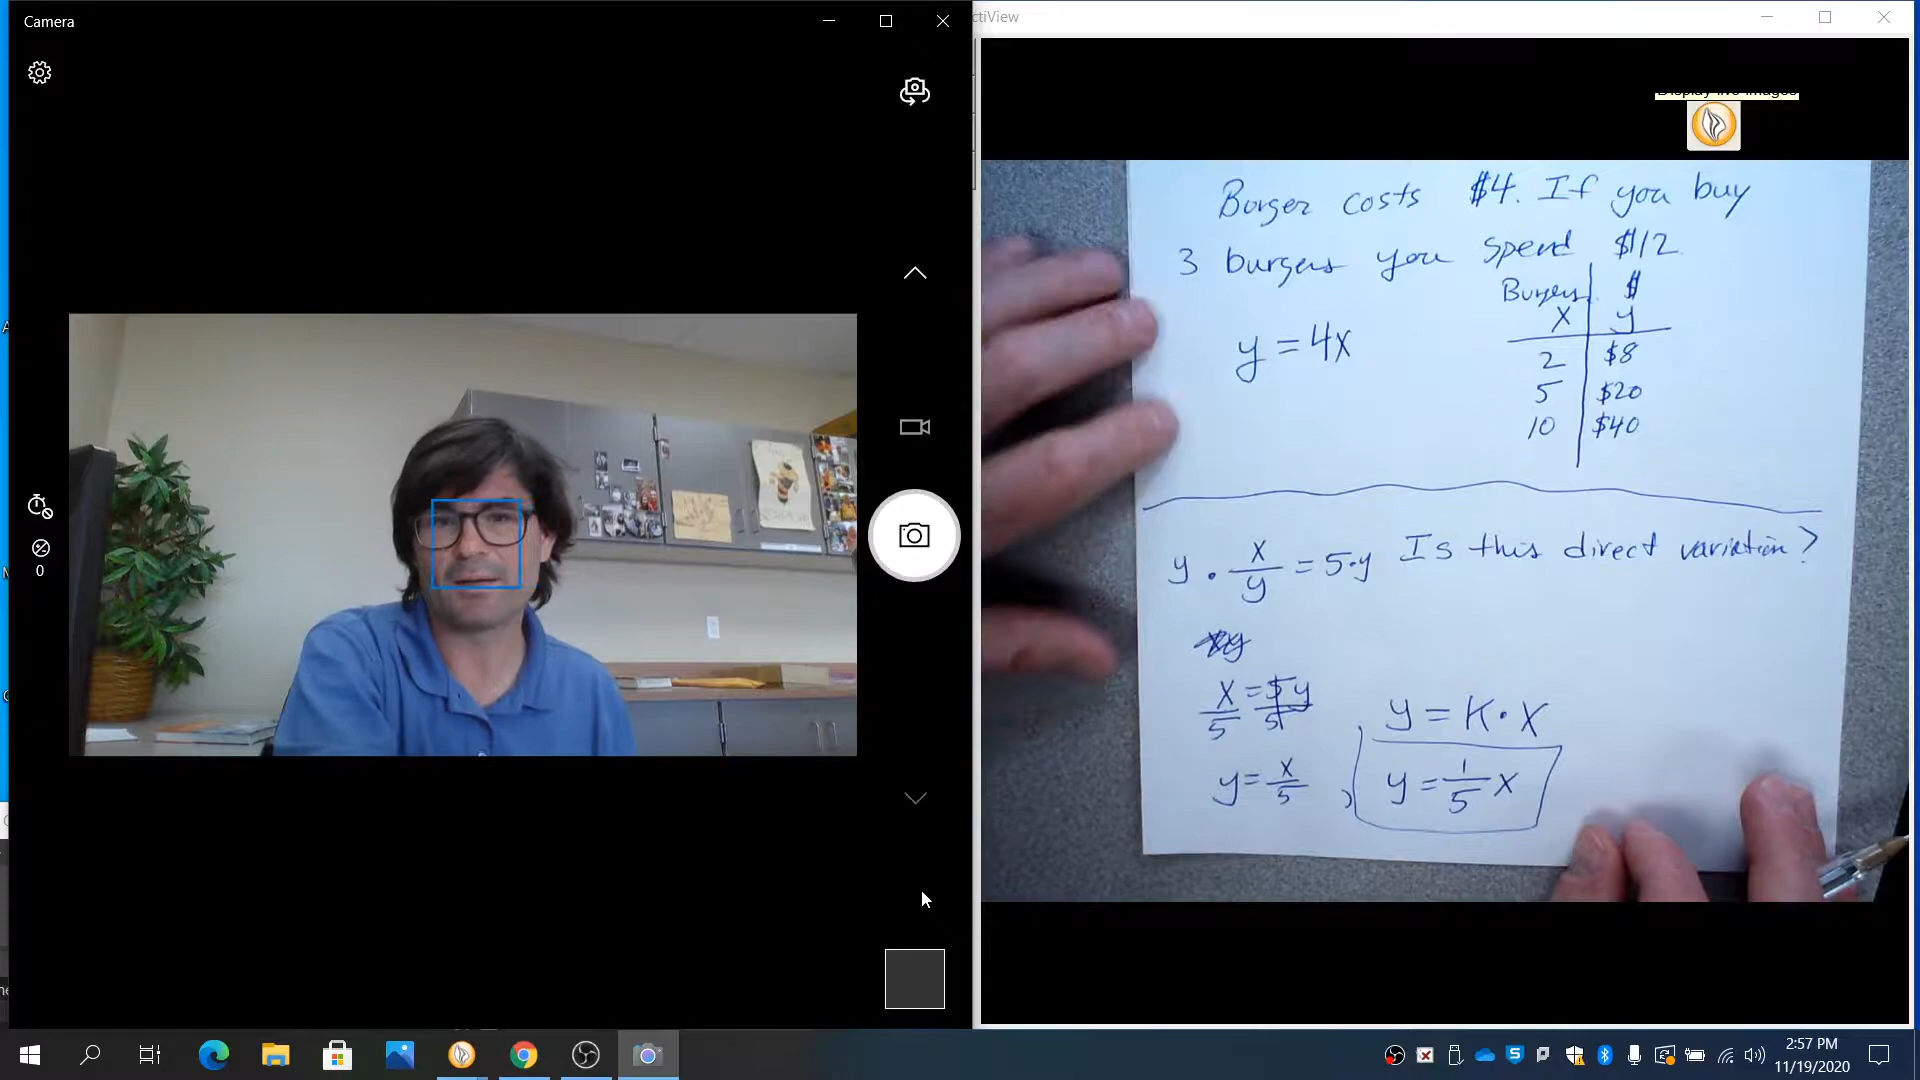 Camera
ctiView
0
Burger costs $4. If you buy
3 burgers you spend $12.
Burgers $
x y
2 $8
5 $20
10 $40
y = 4x
y · x/y = 5·y Is this direct variation?
x/5 = 5y/5
y = K·x
y = x/5 , y = 1/5 x
2:57 PM
11/19/2020